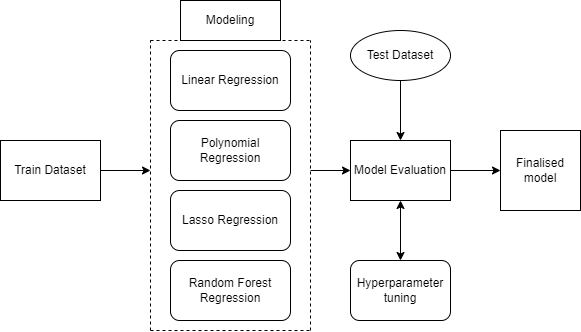 Modeling
Linear Regression
Polynomial
Regression
Lasso Regression
Random Forest
Regression
Train Dataset
Test Dataset
Model Evaluation
Hyperparameter
tuning
Finalised
model